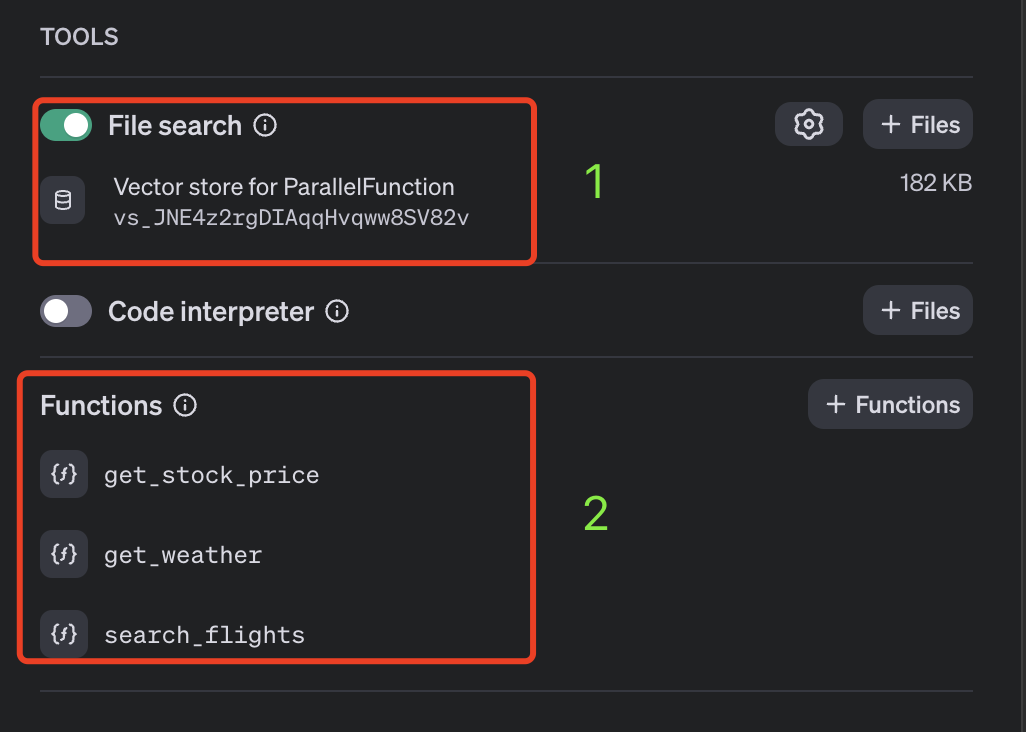 TOOLS
File search
+ Files
Vector store for ParallelFunction
vs_JNE4z2rgDIAqqHvqww8SV82v
182 KB
1
Code interpreter
+ Files
Functions
+ Functions
get_stock_price
get_weather
2
search_flights